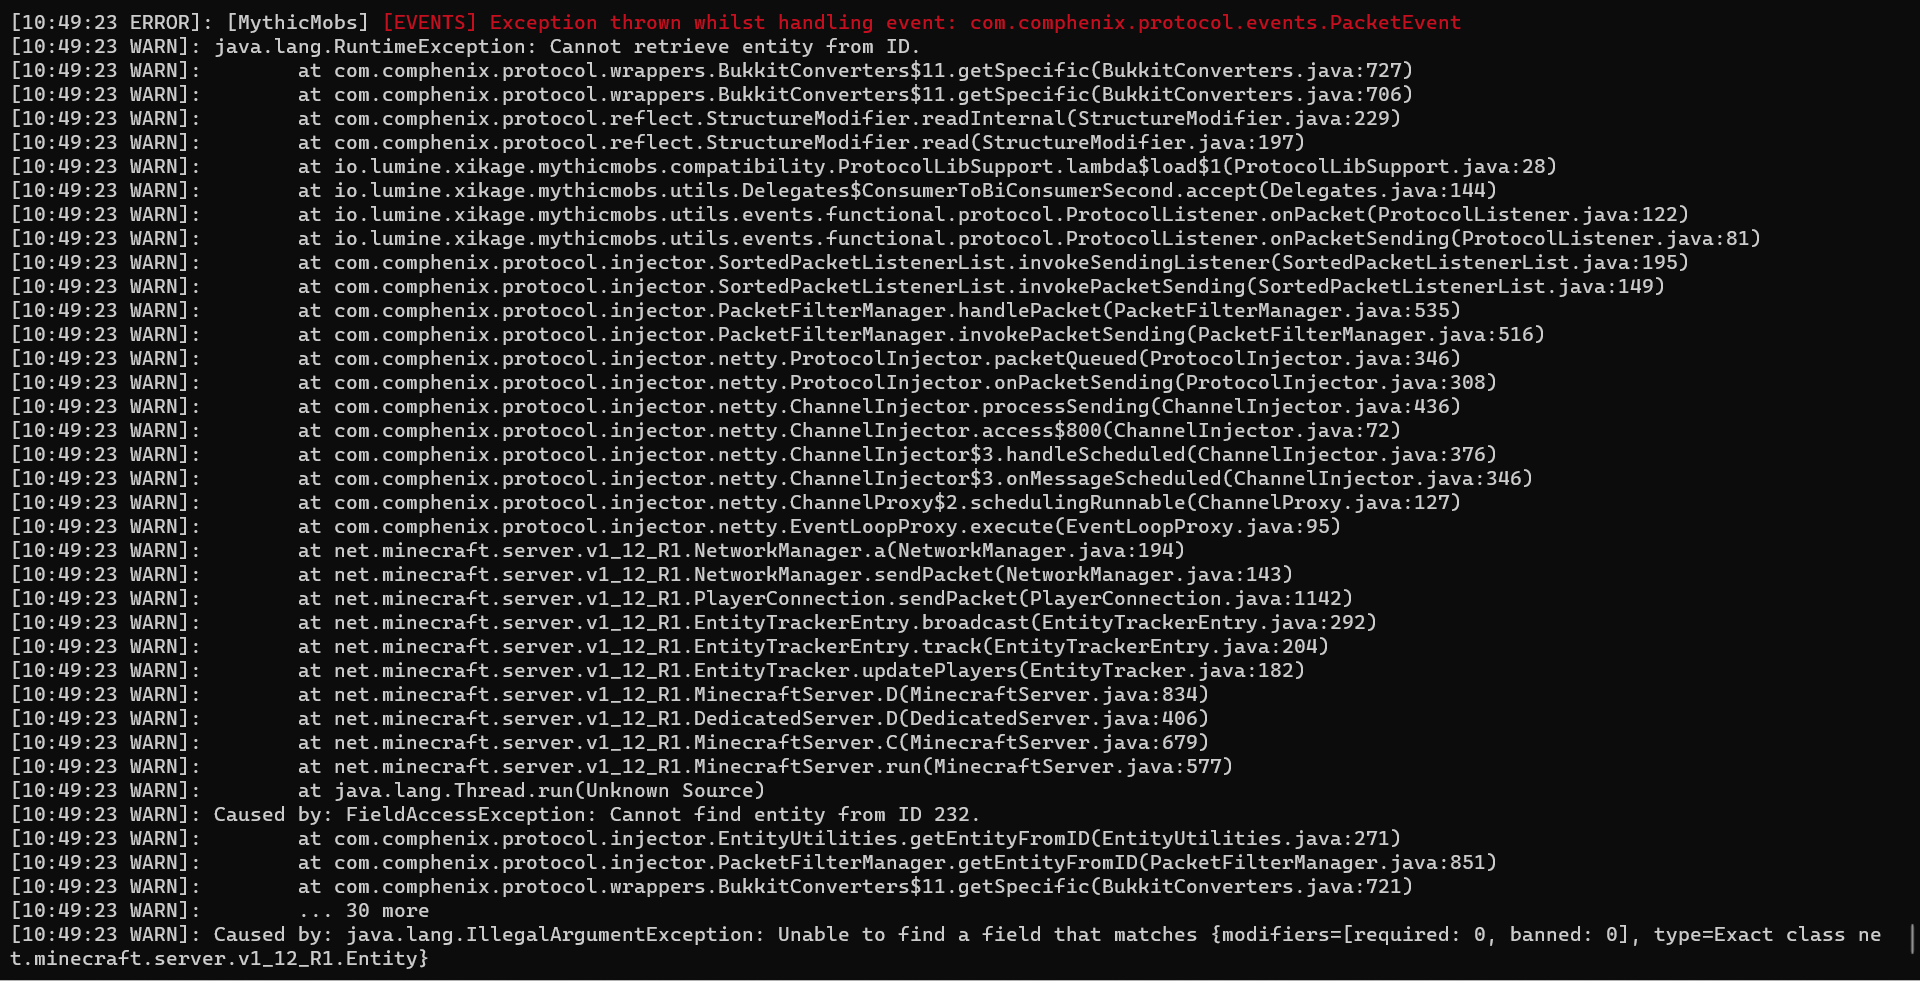 [10:49:23 ERROR]: [MythicMobs] [EVENTS] Exception thrown whilst handling event: com.comphenix.protocol.events.PacketEvent
[10:49:23 WARN]: java.lang.RuntimeException: Cannot retrieve entity from ID.
[10:49:23 WARN]:        at com.comphenix.protocol.wrappers.BukkitConverters$11.getSpecific(BukkitConverters.java:727)
[10:49:23 WARN]:        at com.comphenix.protocol.wrappers.BukkitConverters$11.getSpecific(BukkitConverters.java:706)
[10:49:23 WARN]:        at com.comphenix.protocol.reflect.StructureModifier.readInternal(StructureModifier.java:229)
[10:49:23 WARN]:        at com.comphenix.protocol.reflect.StructureModifier.read(StructureModifier.java:197)
[10:49:23 WARN]:        at io.lumine.xikage.mythicmobs.compatibility.ProtocolLibSupport.lambda$load$1(ProtocolLibSupport.java:28)
[10:49:23 WARN]:        at io.lumine.xikage.mythicmobs.utils.Delegates$ConsumerToBiConsumerSecond.accept(Delegates.java:144)
[10:49:23 WARN]:        at io.lumine.xikage.mythicmobs.utils.events.functional.protocol.ProtocolListener.onPacket(ProtocolListener.java:122)
[10:49:23 WARN]:        at io.lumine.xikage.mythicmobs.utils.events.functional.protocol.ProtocolListener.onPacketSending(ProtocolListener.java:81)
[10:49:23 WARN]:        at com.comphenix.protocol.injector.SortedPacketListenerList.invokeSendingListener(SortedPacketListenerList.java:195)
[10:49:23 WARN]:        at com.comphenix.protocol.injector.SortedPacketListenerList.invokePacketSending(SortedPacketListenerList.java:149)
[10:49:23 WARN]:        at com.comphenix.protocol.injector.PacketFilterManager.handlePacket(PacketFilterManager.java:535)
[10:49:23 WARN]:        at com.comphenix.protocol.injector.PacketFilterManager.invokePacketSending(PacketFilterManager.java:516)
[10:49:23 WARN]:        at com.comphenix.protocol.injector.netty.ProtocolInjector.packetQueued(ProtocolInjector.java:346)
[10:49:23 WARN]:        at com.comphenix.protocol.injector.netty.ProtocolInjector.onPacketSending(ProtocolInjector.java:308)
[10:49:23 WARN]:        at com.comphenix.protocol.injector.netty.ChannelInjector.processSending(ChannelInjector.java:436)
[10:49:23 WARN]:        at com.comphenix.protocol.injector.netty.ChannelInjector.access$800(ChannelInjector.java:72)
[10:49:23 WARN]:        at com.comphenix.protocol.injector.netty.ChannelInjector$3.handleScheduled(ChannelInjector.java:376)
[10:49:23 WARN]:        at com.comphenix.protocol.injector.netty.ChannelInjector$3.onMessageScheduled(ChannelInjector.java:346)
[10:49:23 WARN]:        at com.comphenix.protocol.injector.netty.ChannelProxy$2.schedulingRunnable(ChannelProxy.java:127)
[10:49:23 WARN]:        at com.comphenix.protocol.injector.netty.EventLoopProxy.execute(EventLoopProxy.java:95)
[10:49:23 WARN]:        at net.minecraft.server.v1_12_R1.NetworkManager.a(NetworkManager.java:194)
[10:49:23 WARN]:        at net.minecraft.server.v1_12_R1.NetworkManager.sendPacket(NetworkManager.java:143)
[10:49:23 WARN]:        at net.minecraft.server.v1_12_R1.PlayerConnection.sendPacket(PlayerConnection.java:1142)
[10:49:23 WARN]:        at net.minecraft.server.v1_12_R1.EntityTrackerEntry.broadcast(EntityTrackerEntry.java:292)
[10:49:23 WARN]:        at net.minecraft.server.v1_12_R1.EntityTrackerEntry.track(EntityTrackerEntry.java:204)
[10:49:23 WARN]:        at net.minecraft.server.v1_12_R1.EntityTracker.updatePlayers(EntityTracker.java:182)
[10:49:23 WARN]:        at net.minecraft.server.v1_12_R1.MinecraftServer.D(MinecraftServer.java:834)
[10:49:23 WARN]:        at net.minecraft.server.v1_12_R1.DedicatedServer.D(DedicatedServer.java:406)
[10:49:23 WARN]:        at net.minecraft.server.v1_12_R1.MinecraftServer.C(MinecraftServer.java:679)
[10:49:23 WARN]:        at net.minecraft.server.v1_12_R1.MinecraftServer.run(MinecraftServer.java:577)
[10:49:23 WARN]:        at java.lang.Thread.run(Unknown Source)
[10:49:23 WARN]: Caused by: FieldAccessException: Cannot find entity from ID 232.
[10:49:23 WARN]:        at com.comphenix.protocol.injector.EntityUtilities.getEntityFromID(EntityUtilities.java:271)
[10:49:23 WARN]:        at com.comphenix.protocol.injector.PacketFilterManager.getEntityFromID(PacketFilterManager.java:851)
[10:49:23 WARN]:        at com.comphenix.protocol.wrappers.BukkitConverters$11.getSpecific(BukkitConverters.java:721)
[10:49:23 WARN]:        ... 30 more
[10:49:23 WARN]: Caused by: java.lang.IllegalArgumentException: Unable to find a field that matches {modifiers=[required: 0, banned: 0], type=Exact class ne
t.minecraft.server.v1_12_R1.Entity}